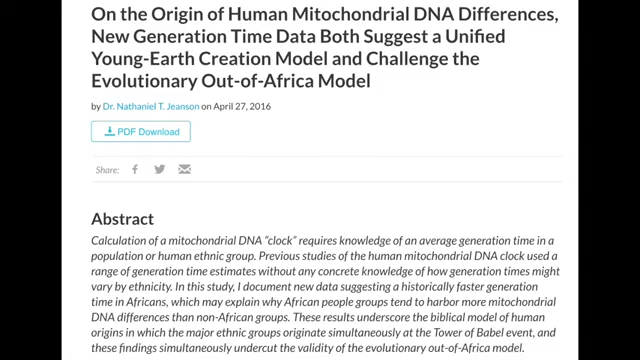 On the Origin of Human Mitochondrial DNA Differences,
New Generation Time Data Both Suggest a Unified
Young-Earth Creation Model and Challenge the
Evolutionary Out-of-Africa Model
by Dr. Nathaniel T. Jeanson on April 27, 2016
PDF Download
Share:
Abstract
Calculation of a mitochondrial DNA “clock” requires knowledge of an average generation time in a
population or human ethnic group. Previous studies of the human mitochondrial DNA clock used a
range of generation time estimates without any concrete knowledge of how generation times might
vary by ethnicity. In this study, I document new data suggesting a historically faster generation
time in Africans, which may explain why African people groups tend to harbor more mitochondrial
DNA differences than non-African groups. These results underscore the biblical model of human
origins in which the major ethnic groups originate simultaneously at the Tower of Babel event, and
these findings simultaneously undercut the validity of the evolutionary out-of-Africa model.